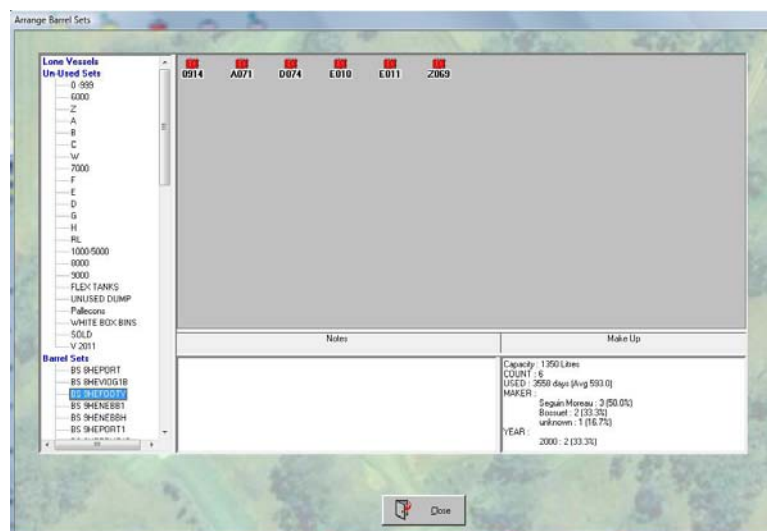 Arrange Barrel Sets
Lone Vessels
Un-Used Sets
0 -999
6000
Z
A
B
C
W
7000
F
E
D
G
H
RL
1000-5000
8000
9000
FLEX TANKS
UNUSED DUMP
Pallecons
WHITE BOX BINS
SOLD
V 2011
Barrel Sets
BS 8HEPORT
BS 8HEVIOG1B
BS 9HEFOOTY
BS 9HENEBB1
BS 9HENEBBH
BS 9HEPORT1
0914 A071 D074 E010 E011 Z069
Notes
Make Up
Capacity : 1350 Litres
COUNT : 6
USED : 3558 days (Avg 593.0)
MAKER :
Seguin Moreau : 3 (50.0%)
Bossuet : 2 (33.3%)
unknown : 1 (16.7%)
YEAR :
2000 : 2 (33.3%)
Close